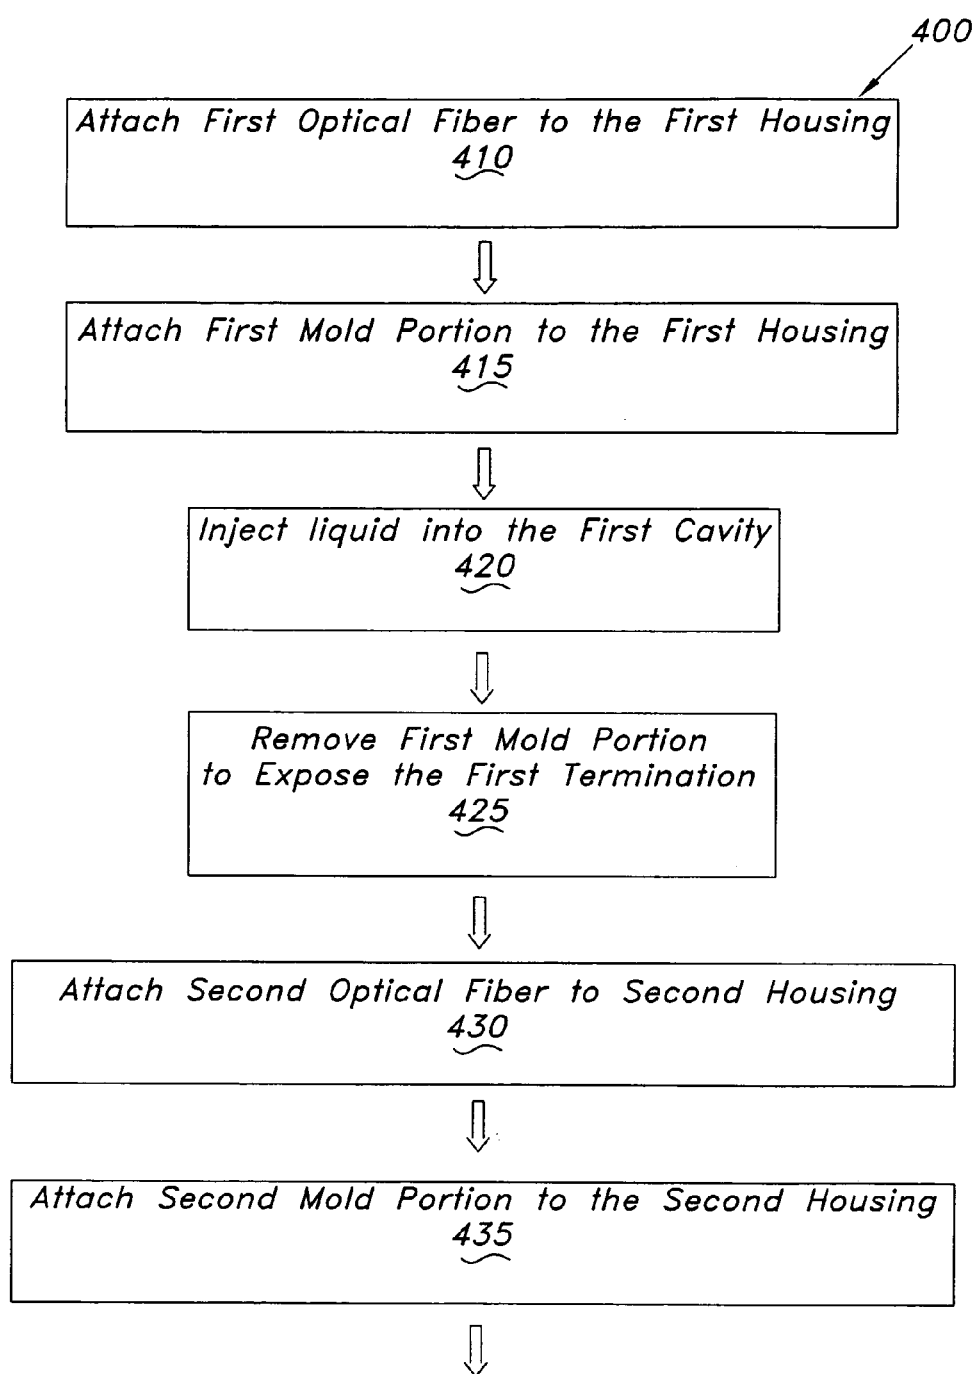 400
Attach First Optical Fiber to the First Housing
410
Attach First Mold Portion to the First Housing
415
Inject liquid into the First Cavity
420
Remove First Mold Portion
to Expose the First Termination
425
Attach Second Optical Fiber to Second Housing
430
Attach Second Mold Portion to the Second Housing
435